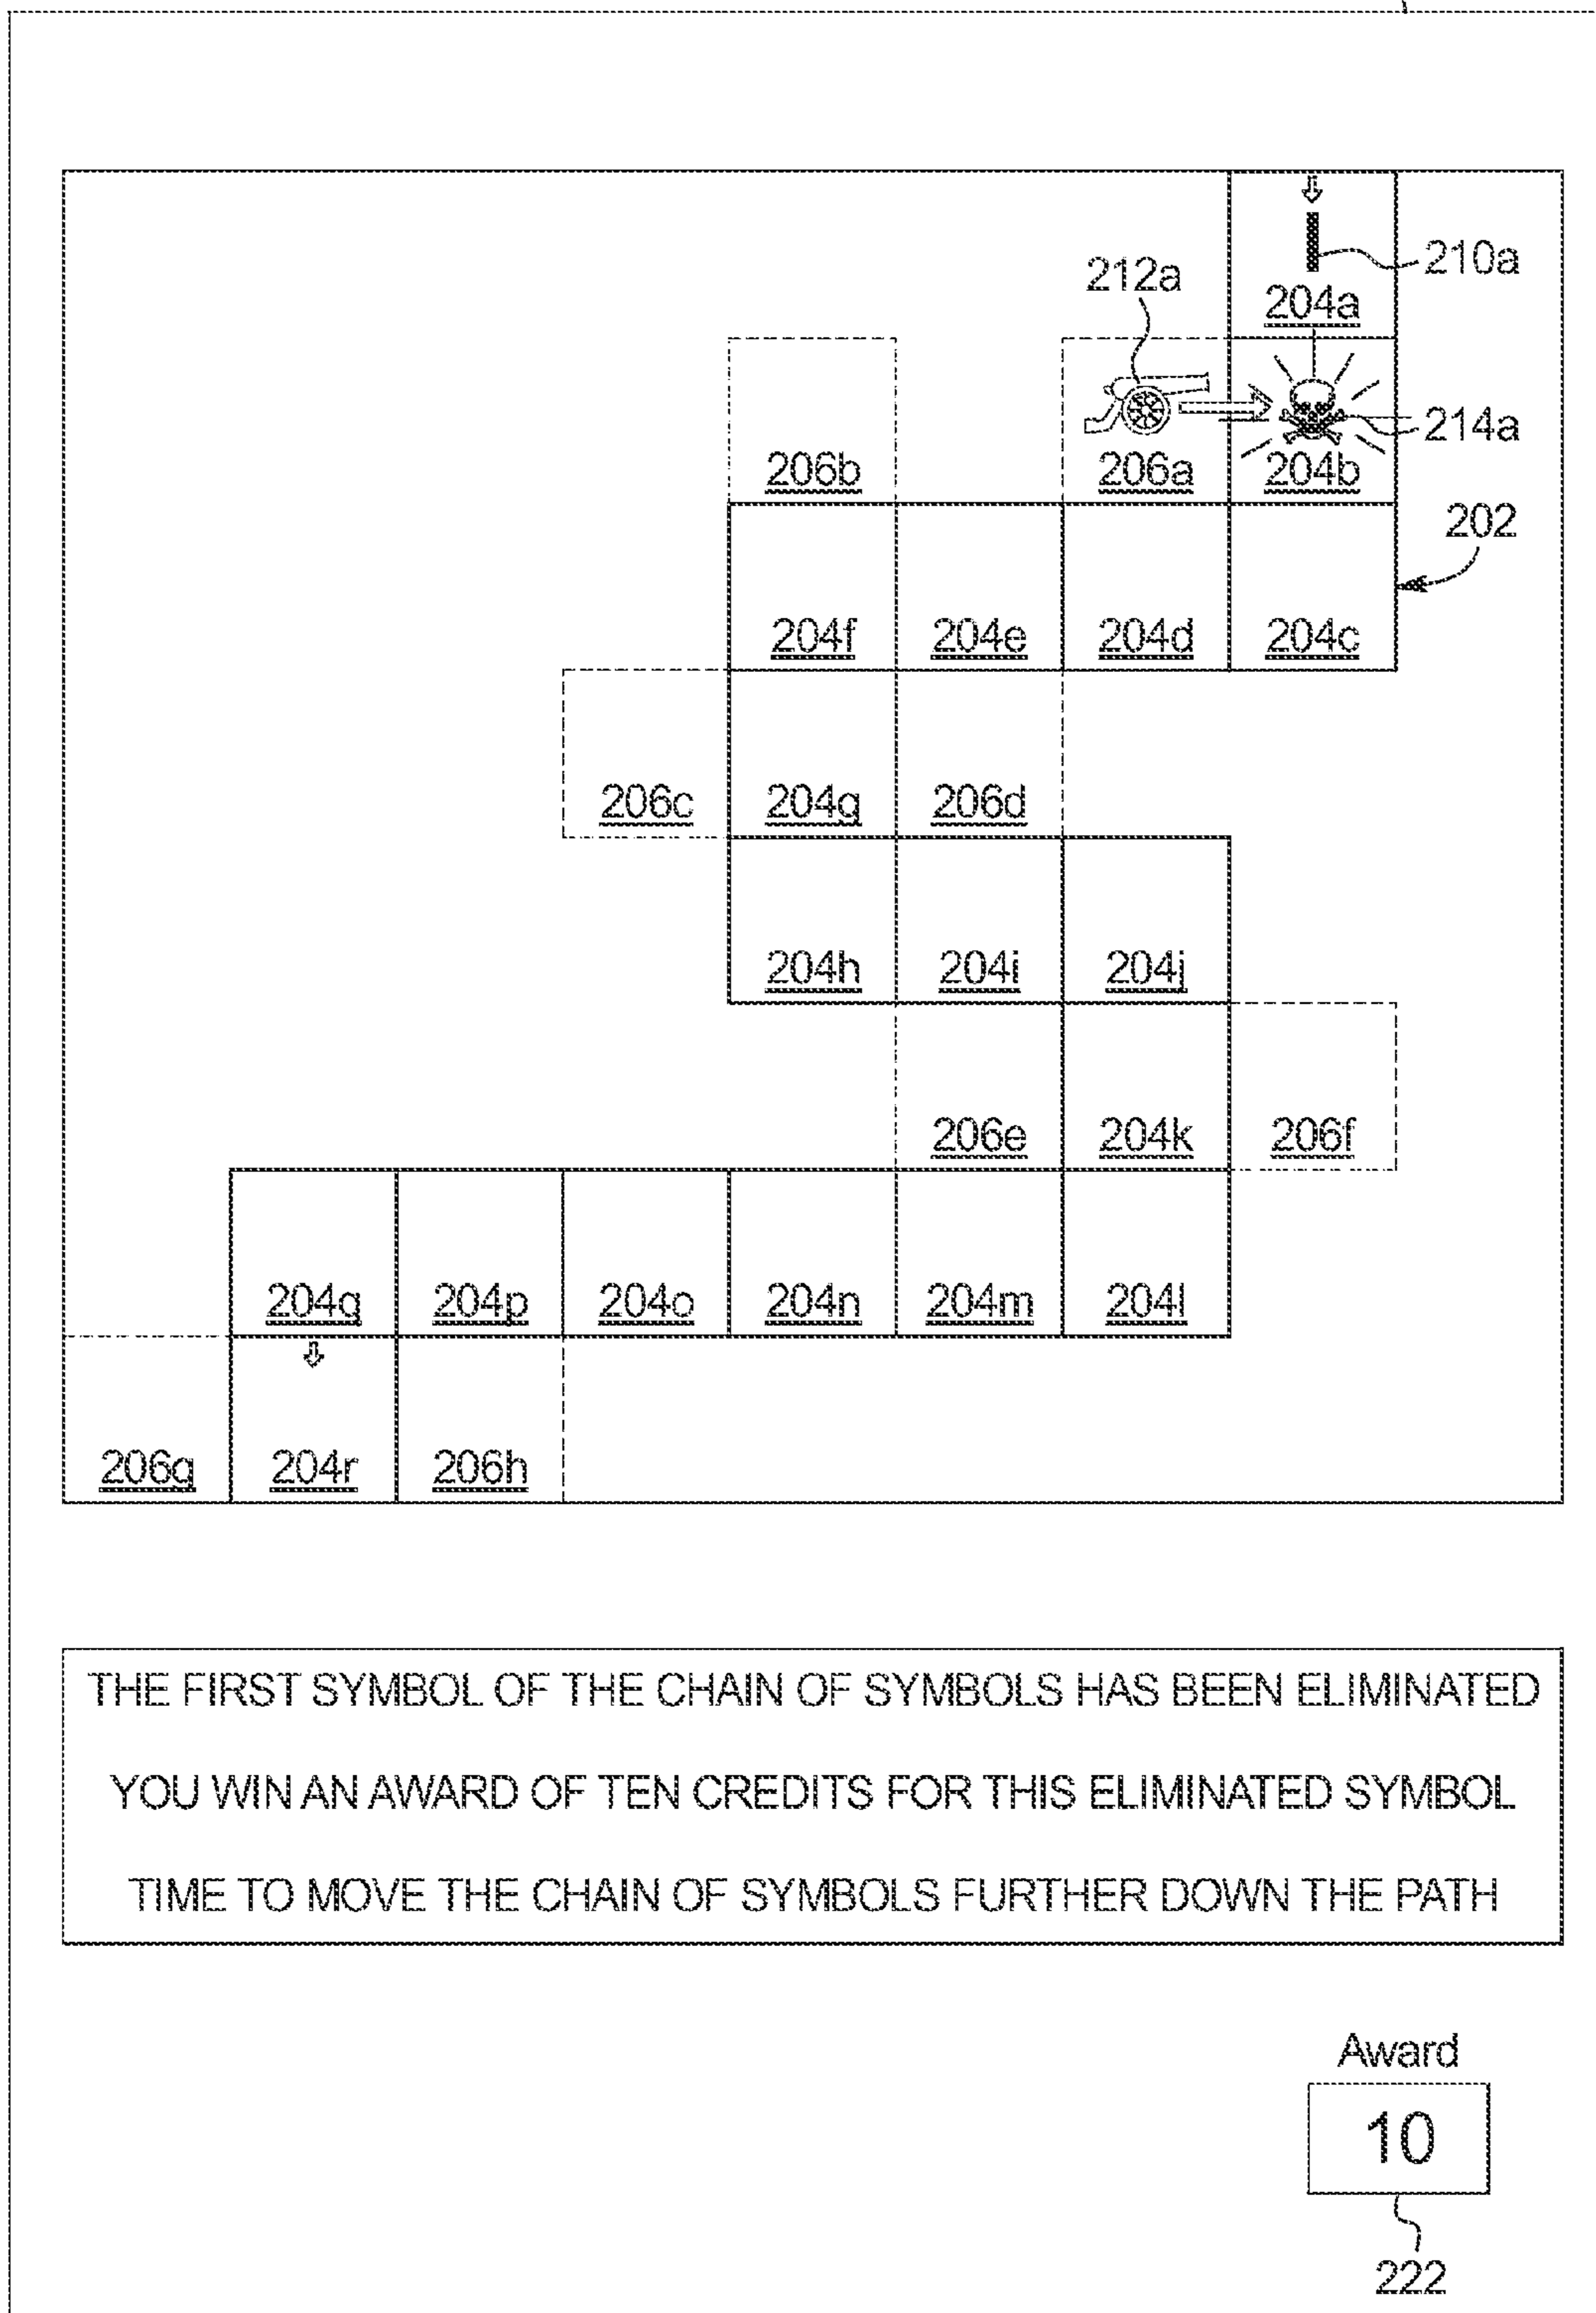 210a
212a
204a
214a
206b 206a 204b
202
204f 204e 204d 204c
206c 204g 206d
204h 204i 204j
206e 204k 206f
204q 204p 204o 204n 204m 204l
206g 204r 206h
THE FIRST SYMBOL OF THE CHAIN OF SYMBOLS HAS BEEN ELIMINATED
YOU WIN AN AWARD OF TEN CREDITS FOR THIS ELIMINATED SYMBOL
TIME TO MOVE THE CHAIN OF SYMBOLS FURTHER DOWN THE PATH
Award
10
222